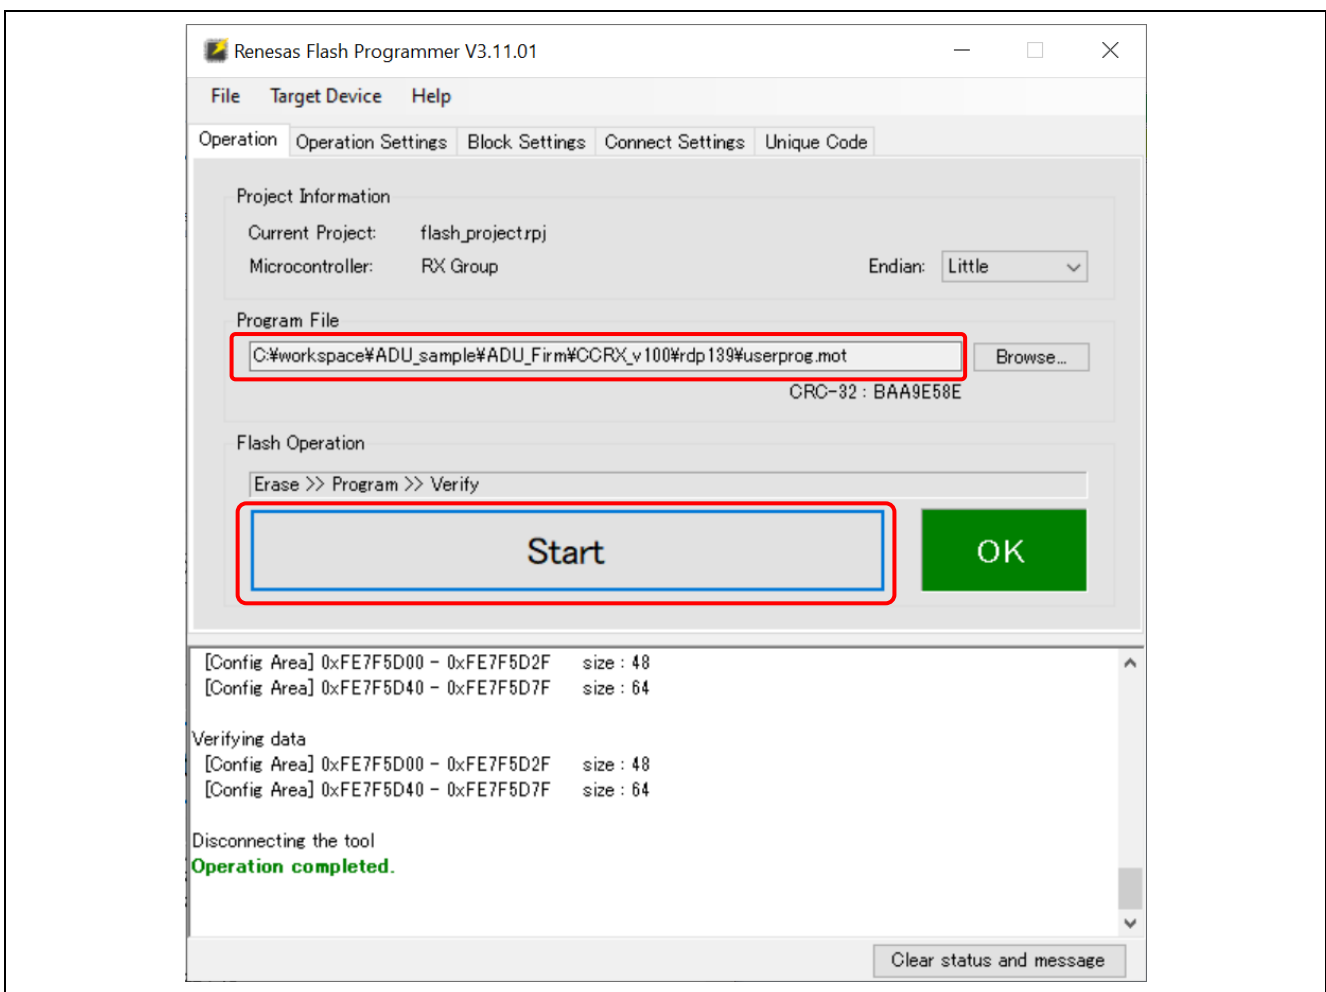 Renesas Flash Programmer V3.11.01
File Target Device Help
Operation Operation Settings Block Settings Connect Settings Unique Code
Project Information
Current Project: flash_project.rpj
Microcontroller: RX Group Endian: Little
Program File
C:¥workspace¥ADU_sample¥ADU_Firm¥CCRX_v100¥rdp139¥userprog.mot Browse...
CRC-32 : BAA9E58E
Flash Operation
Erase >> Program >> Verify
Start OK
[Config Area] 0xFE7F5D00 - 0xFE7F5D2F size : 48
[Config Area] 0xFE7F5D40 - 0xFE7F5D7F size : 64
Verifying data
[Config Area] 0xFE7F5D00 - 0xFE7F5D2F size : 48
[Config Area] 0xFE7F5D40 - 0xFE7F5D7F size : 64
Disconnecting the tool
Operation completed.
Clear status and message